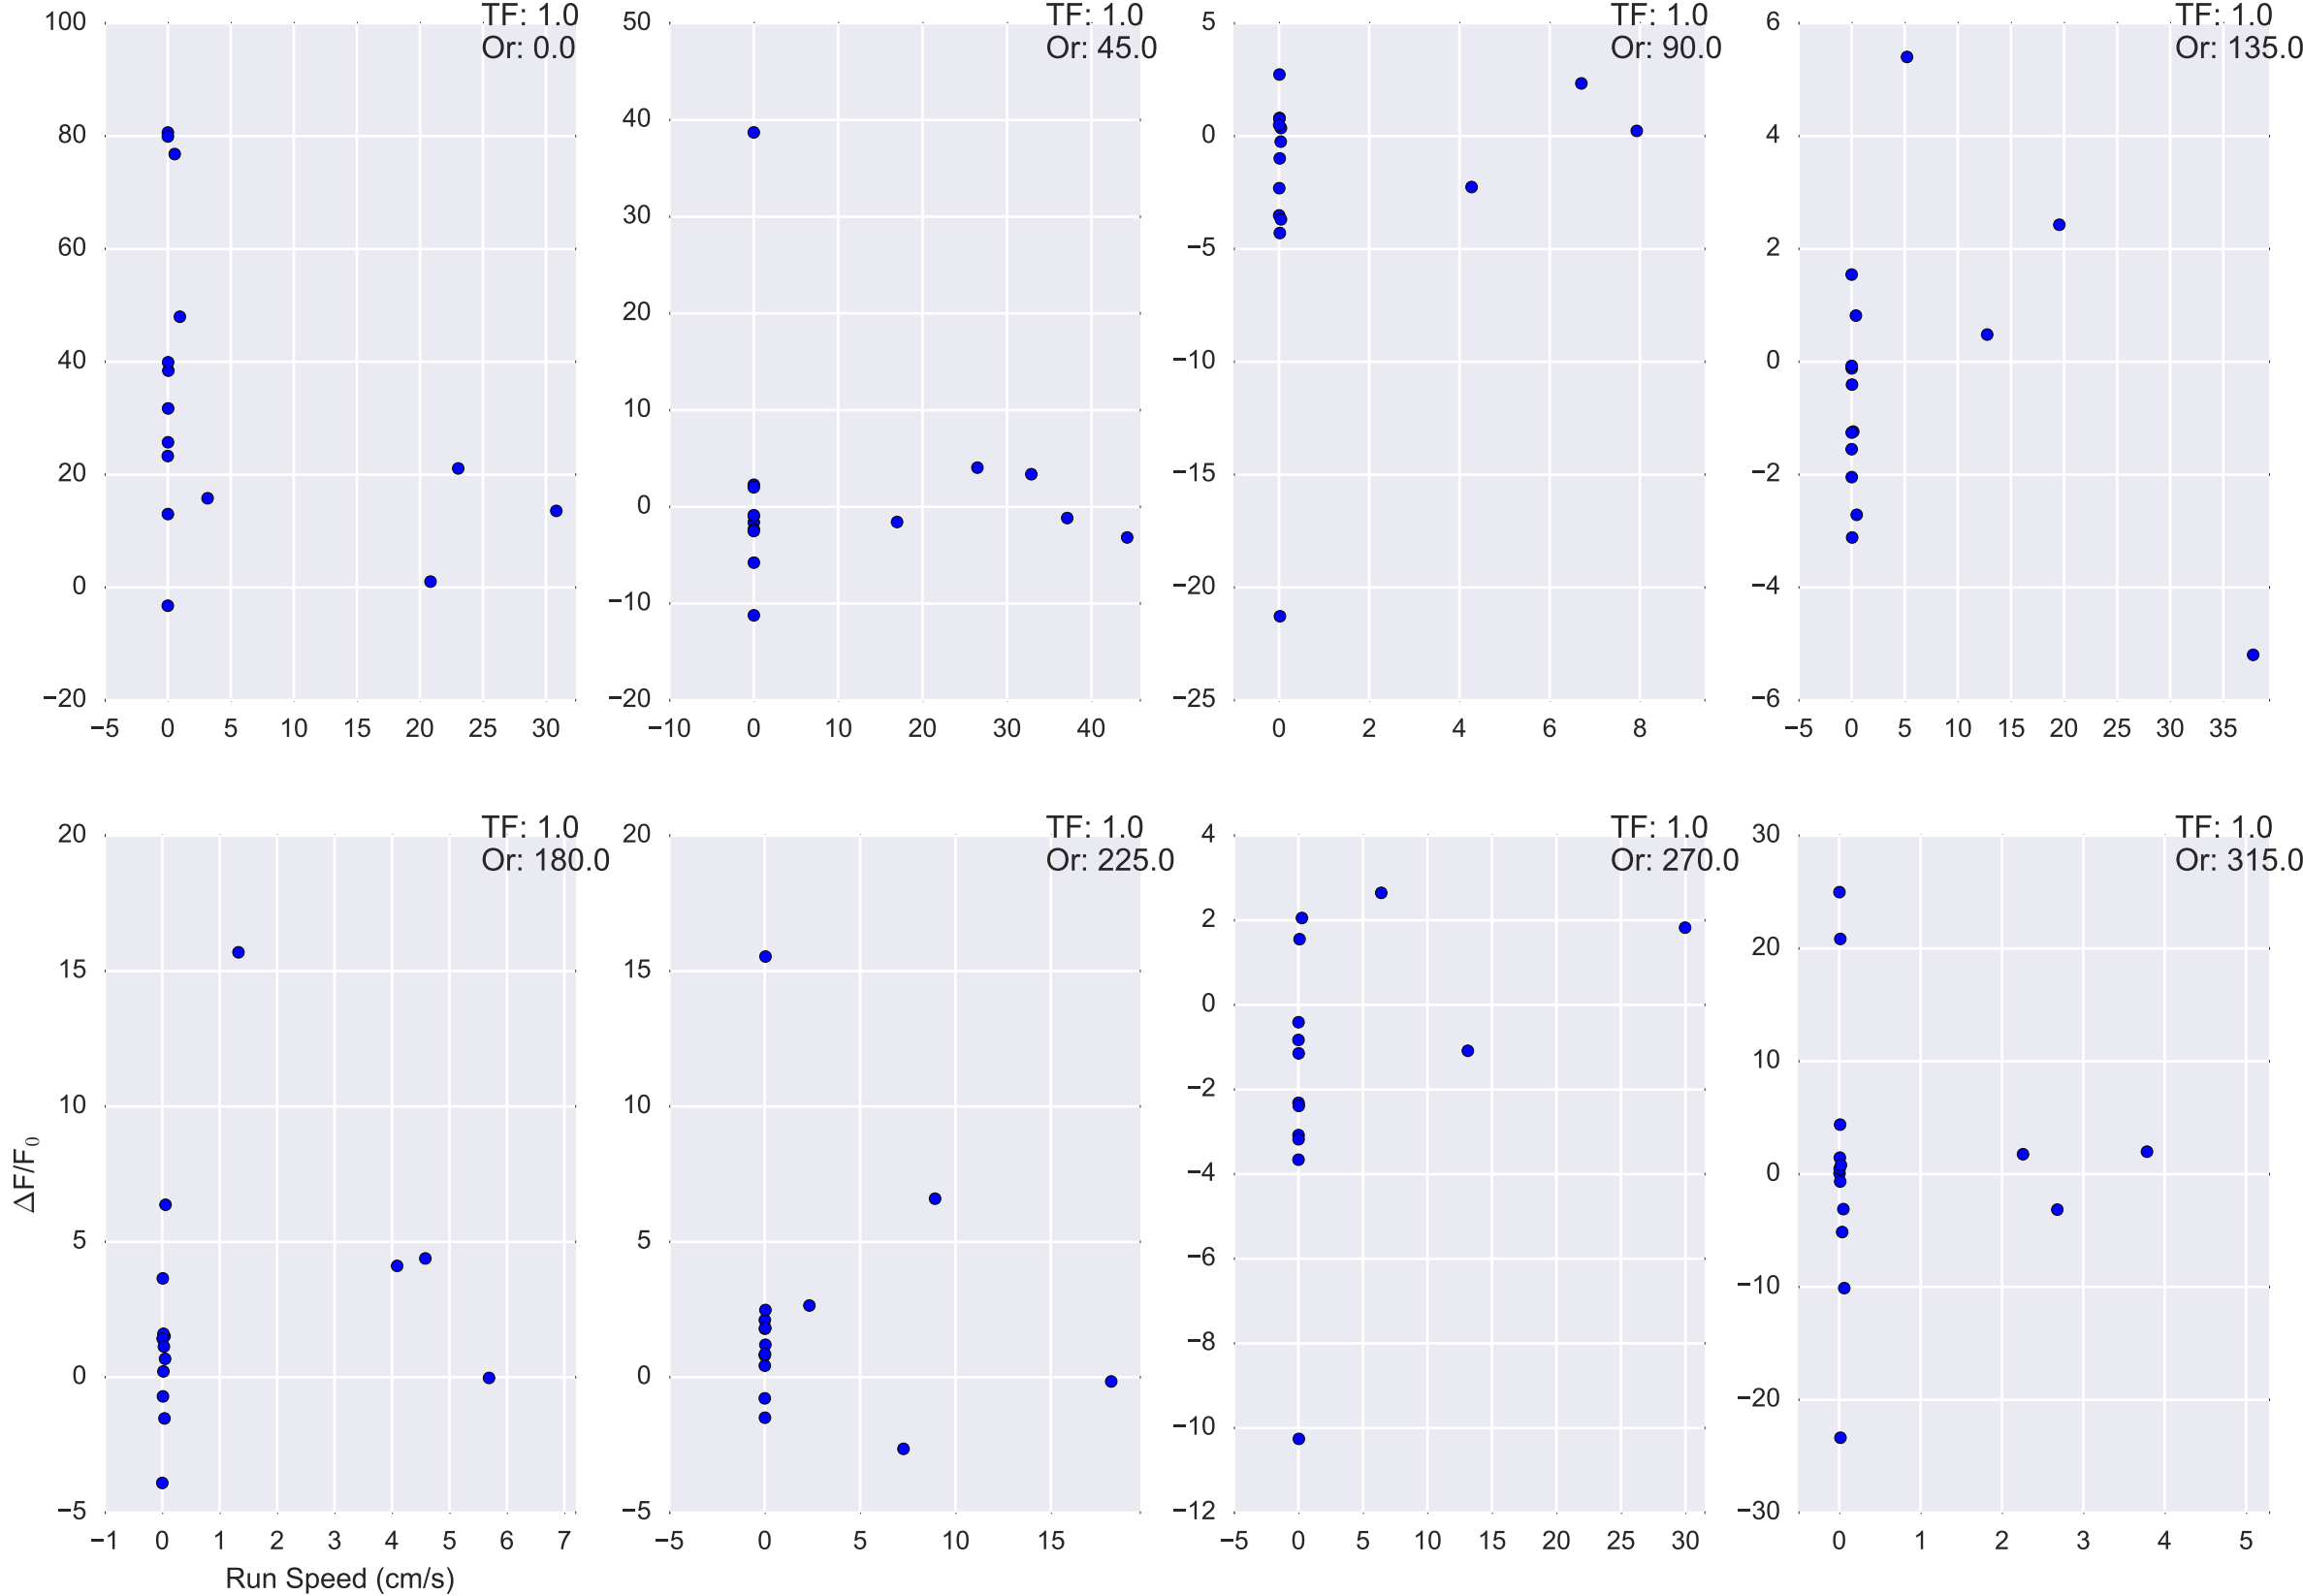 TF: 1.0
Or: 0.0
100
80
60
40
20
0
−20
−5 0 5 10 15 20 25 30
TF: 1.0
Or: 45.0
50
40
30
20
10
0
−10
−20
−10 0 10 20 30 40
TF: 1.0
Or: 90.0
5
0
−5
−10
−15
−20
−25
0 2 4 6 8
TF: 1.0
Or: 135.0
6
4
2
0
−2
−4
−6
−5 0 5 10 15 20 25 30 35
TF: 1.0
Or: 180.0
20
15
10
5
0
−5
ΔF/F₀
−1 0 1 2 3 4 5 6 7
Run Speed (cm/s)
TF: 1.0
Or: 225.0
20
15
10
5
0
−5
−5 0 5 10 15
TF: 1.0
Or: 270.0
4
2
0
−2
−4
−6
−8
−10
−12
−5 0 5 10 15 20 25 30
TF: 1.0
Or: 315.0
30
20
10
0
−10
−20
−30
0 1 2 3 4 5